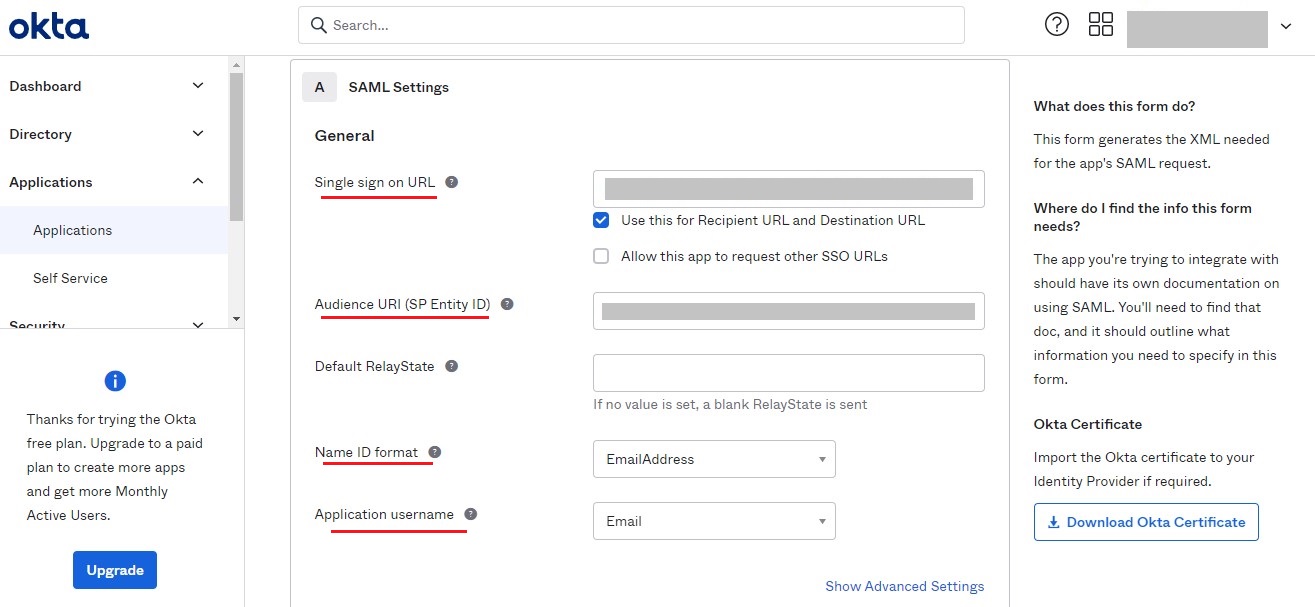 okta
Search...
Dashboard
Directory
Applications
Applications
Self Service
Security
Thanks for trying the Okta
free plan. Upgrade to a paid
plan to create more apps
and get more Monthly
Active Users.
Upgrade
A SAML Settings
General
Single sign on URL
Use this for Recipient URL and Destination URL
Allow this app to request other SSO URLs
Audience URI (SP Entity ID)
Default RelayState
If no value is set, a blank RelayState is sent
Name ID format
EmailAddress
Application username
Email
Show Advanced Settings
What does this form do?
This form generates the XML needed
for the app's SAML request.
Where do I find the info this form
needs?
The app you're trying to integrate with
should have its own documentation on
using SAML. You'll need to find that
doc, and it should outline what
information you need to specify in this
form.
Okta Certificate
Import the Okta certificate to your
Identity Provider if required.
Download Okta Certificate